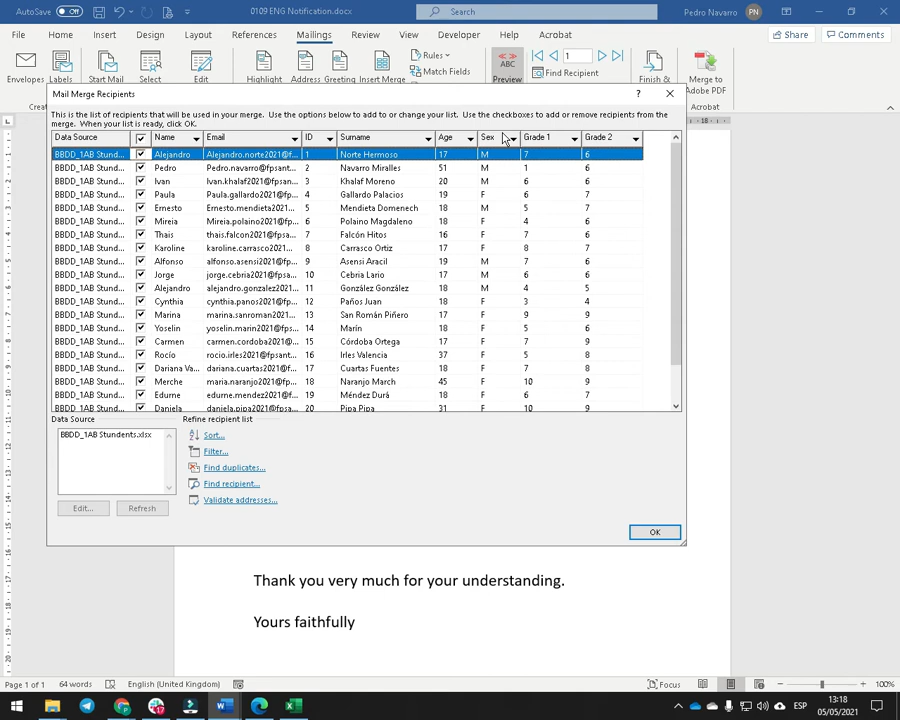 AutoSave Off 0109 ENG Notification.docx Search Pedro Navarro PN
File Home Insert Design Layout References Mailings Review View Developer Help Acrobat Share Comments
Envelopes Labels Start Mail Select Edit Highlight Address Greeting Insert Merge Rules Match Fields ABC Preview 1 Find Recipient Finish & Merge to Adobe PDF
Acrobat
Mail Merge Recipients ? ×
This is the list of recipients that will be used in your merge. Use the options below to add to or change your list. Use the checkboxes to add or remove recipients from the
merge. When your list is ready, click OK.
Data Source Name Email ID Surname Age Sex Grade 1 Grade 2
BBDD_1AB Stund... Alejandro Alejandro.norte2021@f... 1 Norte Hermoso 17 M 7 6
BBDD_1AB Stund... Pedro Pedro.navarro@fpsant... 2 Navarro Miralles 51 M 1 6
BBDD_1AB Stund... Ivan Ivan.khalaf2021@fpsa... 3 Khalaf Moreno 20 M 6 6
BBDD_1AB Stund... Paula Paula.gallardo2021@fp... 4 Gallardo Palacios 19 F 6 7
BBDD_1AB Stund... Ernesto Ernesto.mendieta2021... 5 Mendieta Domenech 18 M 5 7
BBDD_1AB Stund... Mireia Mireia.polaino2021@f... 6 Polaino Magdaleno 18 F 4 6
BBDD_1AB Stund... Thais thais.falcon2021@fpsa... 7 Falcón Hitos 16 F 7 6
BBDD_1AB Stund... Karoline karoline.carrasco2021... 8 Carrasco Ortiz 17 F 8 7
BBDD_1AB Stund... Alfonso alfonso.asensi2021@f... 9 Asensi Aracil 19 M 7 6
BBDD_1AB Stund... Jorge jorge.cebria2021@fps... 10 Cebria Lario 17 M 6 6
BBDD_1AB Stund... Alejandro alejandro.gonzalez2021... 11 González González 18 M 4 5
BBDD_1AB Stund... Cynthia cynthia.panos2021@f... 12 Paños Juan 18 F 3 4
BBDD_1AB Stund... Marina marina.sanroman2021... 13 San Román Piñero 17 F 9 9
BBDD_1AB Stund... Yoselin yoselin.marin2021@fp... 14 Marín 18 F 5 6
BBDD_1AB Stund... Carmen carmen.cordoba2021@... 15 Córdoba Ortega 17 F 7 9
BBDD_1AB Stund... Rocío rocio.irles2021@fpsant... 16 Irles Valencia 37 F 5 8
BBDD_1AB Stund... Dariana Va... dariana.cuartas2021@f... 17 Cuartas Fuentes 18 F 7 8
BBDD_1AB Stund... Merche maria.naranjo2021@fp... 18 Naranjo March 45 F 10 9
BBDD_1AB Stund... Edurne edurne.mendez2021@f... 19 Méndez Durá 18 F 6 7
BBDD_1AB Stund... Daniela daniela.pipa2021@fps... 20 Pipa Pipa 31 F 10 9
Data Source Refine recipient list
BBDD_1AB Stundents.xlsx
Sort...
Filter...
Find duplicates...
Find recipient...
Validate addresses...
Edit... Refresh
OK
Thank you very much for your understanding.
Yours faithfully
Page 1 of 1 64 words English (United Kingdom) Focus 100%
ESP 13:18
05/05/2021